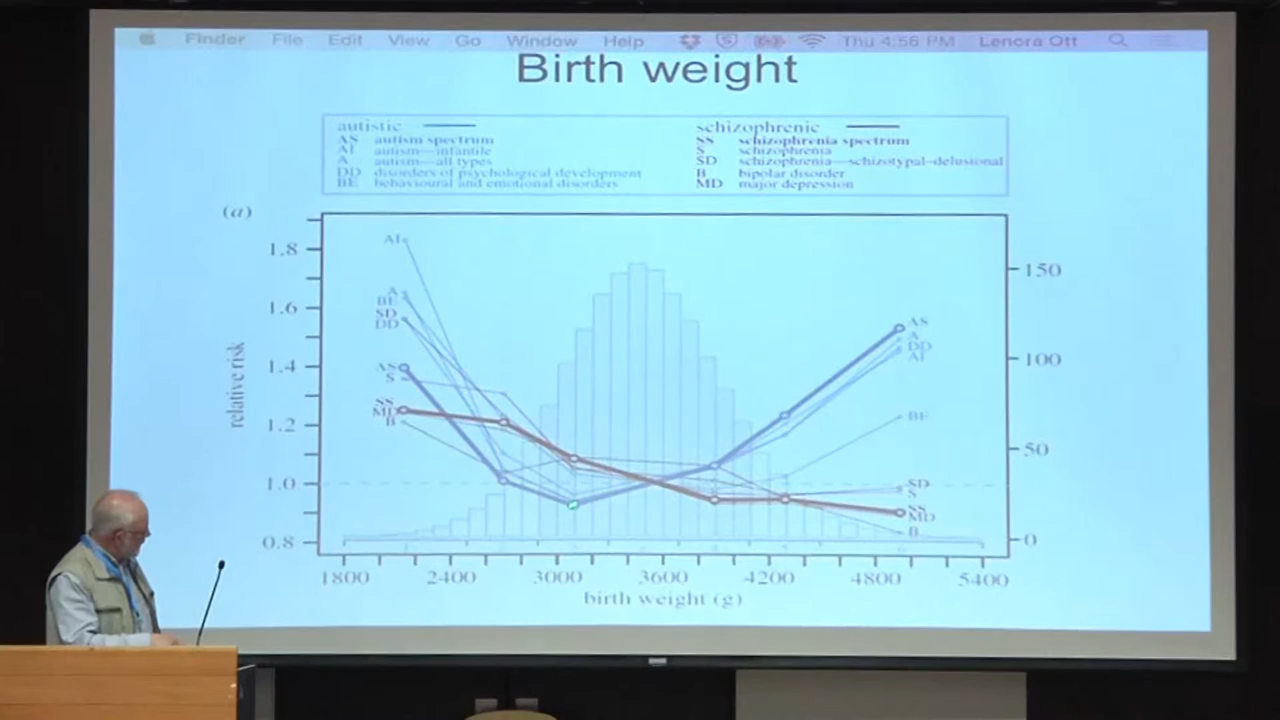 Finder File Edit View Go Window Help Thu 4:56 PM Lenora Ott
Birth weight
autistic
AS autism spectrum
AI autism—infantile
A autism—all types
DD disorders of psychological development
BE behavioural and emotional disorders
schizophrenic
SS schizophrenia spectrum
S schizophrenia
SD schizophrenia—schizotypal–delusional
B bipolar disorder
MD major depression
(a)
relative risk
1.8
1.6
1.4
1.2
1.0
0.8
AI
A
BE
SD
DD
AS
S
SS
MD
B
AS
A
DD
AI
BE
SD
S
SS
MD
B
150
100
50
0
1800 2400 3000 3600 4200 4800 5400
birth weight (g)